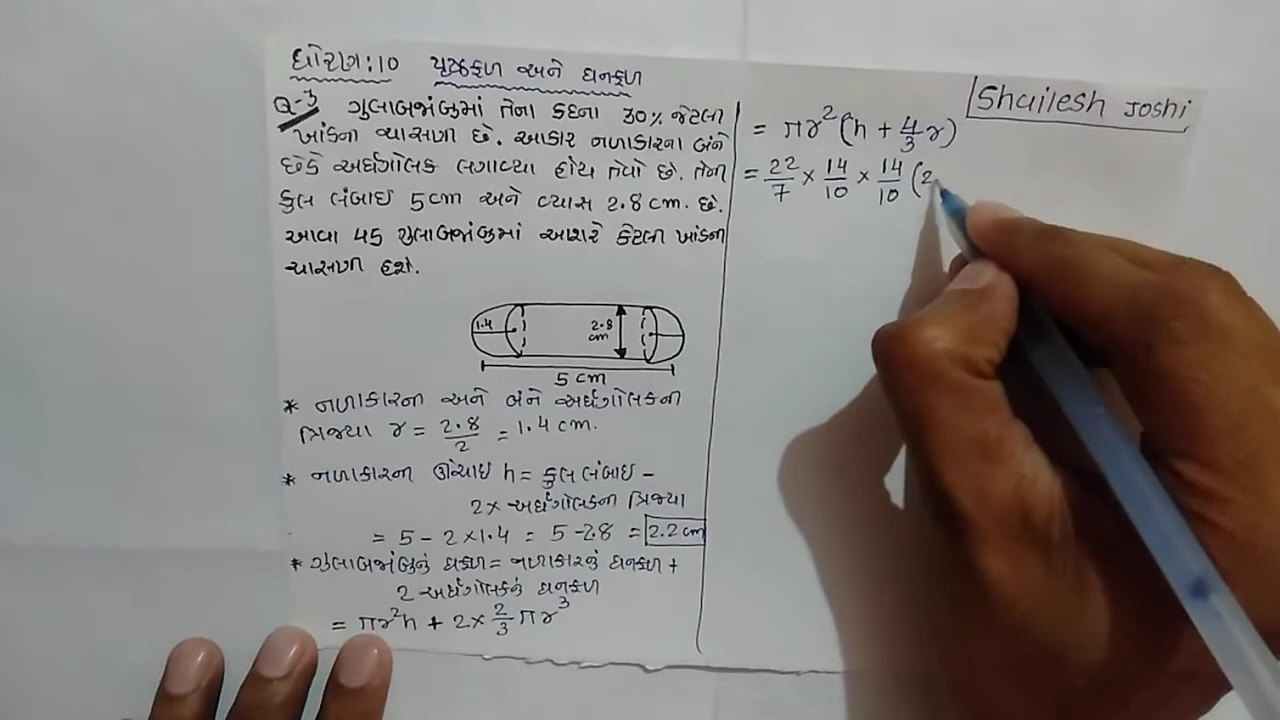 ધોરણ:10 પૃષ્ઠફળ અને ઘનફળ
Q-3 ગુલાબજાંબુમાં તેના કદના 30% જેટલી
ખાંડના ચાસણી છે. આકાર નળાકારના બંને
છેડે અર્ધગોલક લગાવ્યા હોય તેવો છે. તેની
કુલ લંબાઇ 5cm અને વ્યાસ 2.8 cm. છે.
આવા 45 ગુલાબજાંબુમાં આશરે કેટલી ખાંડની
ચાસણી હશે.
1.4
2.8
cm
5 cm
* નળાકારના અને બંને અર્ધગોલકની
ત્રિજ્યા r = 2.8/2 = 1.4 cm.
* નળાકારની ઊંચાઇ h = કુલ લંબાઇ -
2 x અર્ધગોલકની ત્રિજ્યા
= 5 - 2 x 1.4 = 5 - 2.8 = 2.2 cm
* ગુલાબજાંબુનું ઘનફળ = નળાકારનું ઘનફળ +
2 અર્ધગોલકનું ઘનફળ
= πr²h + 2 x 2/3 πr³
Shailesh Joshi
= πr² (h + 4/3 r)
= 22/7 x 14/10 x 14/10 (2